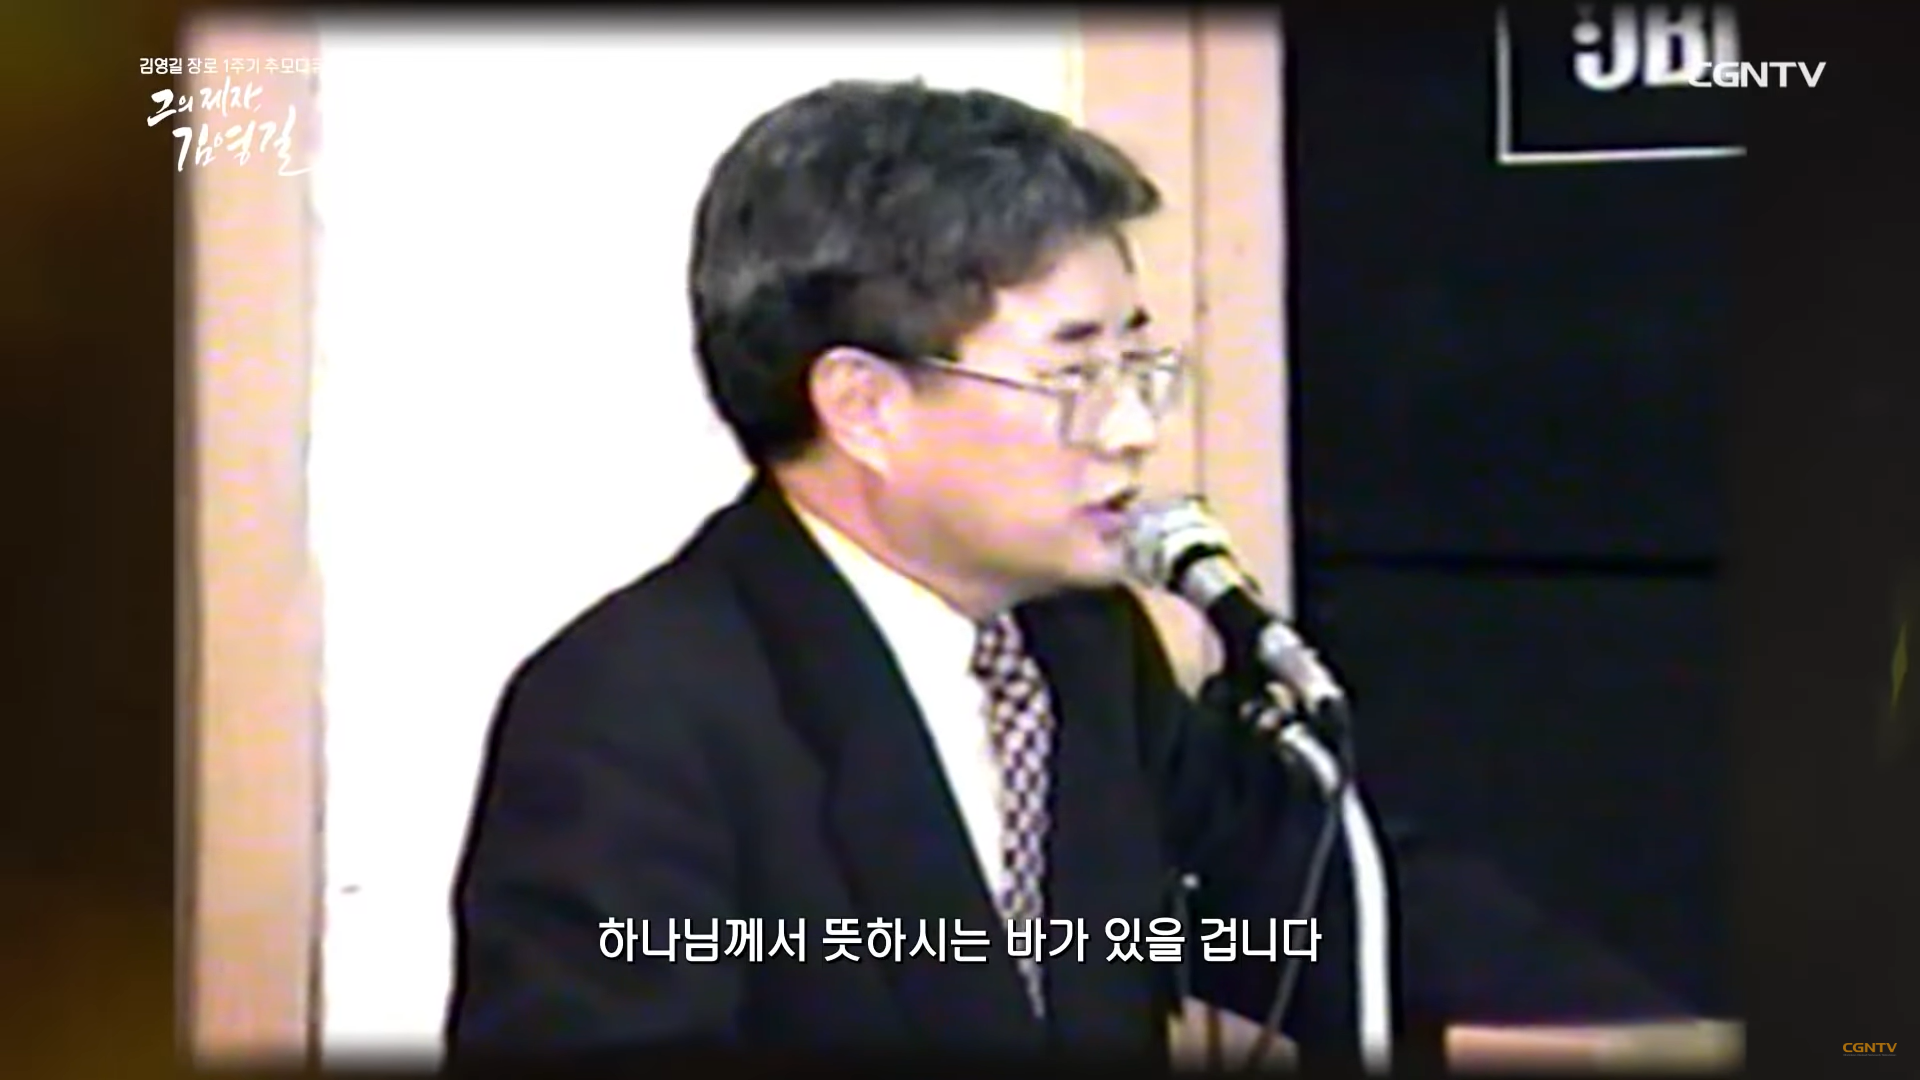 김영길 장로 1주기 추모다큐
그의 제자,
김영길
JBL
CGNTV
하나님께서 뜻하시는 바가 있을 겁니다
CGNTV